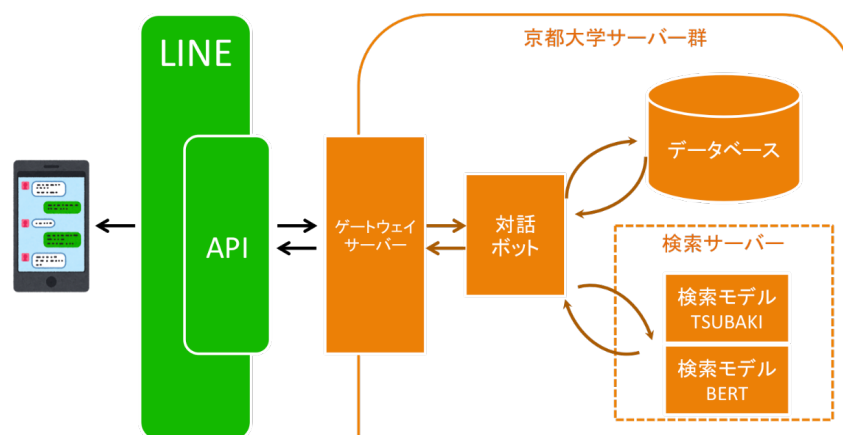 LINE
API
京都大学サーバー群
ゲートウェイ
サーバー
対話
ボット
データベース
検索サーバー
検索モデル
TSUBAKI
検索モデル
BERT